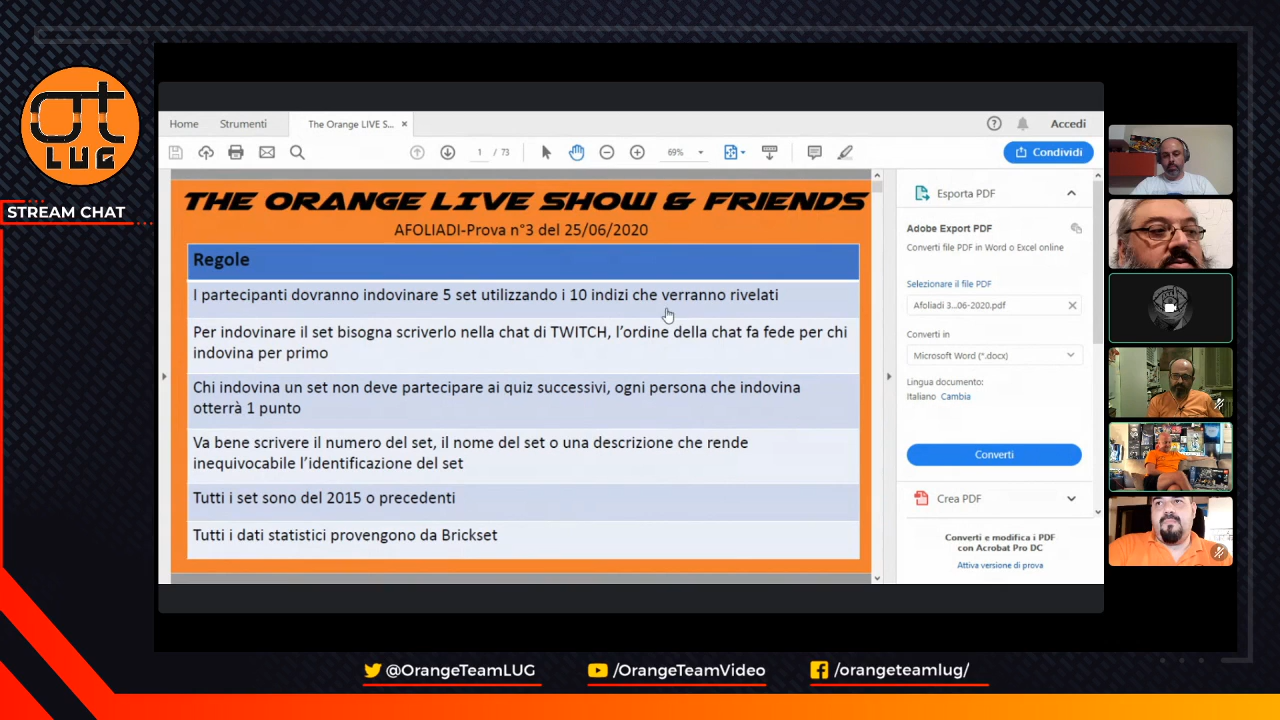 at
LUG
STREAM CHAT
Home
Strumenti
The Orange LIVE S...
Accedi
1 / 73
69%
Condividi
THE ORANGE LIVE SHOW & FRIENDS
AFOLIADI-Prova n°3 del 25/06/2020
Regole
I partecipanti dovranno indovinare 5 set utilizzando i 10 indizi che verranno rivelati
Per indovinare il set bisogna scriverlo nella chat di TWITCH, l'ordine della chat fa fede per chi
indovina per primo
Chi indovina un set non deve partecipare ai quiz successivi, ogni persona che indovina
otterrà 1 punto
Va bene scrivere il numero del set, il nome del set o una descrizione che rende
inequivocabile l'identificazione del set
Tutti i set sono del 2015 o precedenti
Tutti i dati statistici provengono da Brickset
Esporta PDF
Adobe Export PDF
Converti file PDF in Word o Excel online
Selezionare il file PDF
Afoliadi 3...06-2020.pdf
Converti in
Microsoft Word (*.docx)
Lingua documento:
Italiano Cambia
Converti
Crea PDF
Converti e modifica i PDF
con Acrobat Pro DC
Attiva versione di prova
@OrangeTeamLUG
/OrangeTeamVideo
/orangeteamlug/